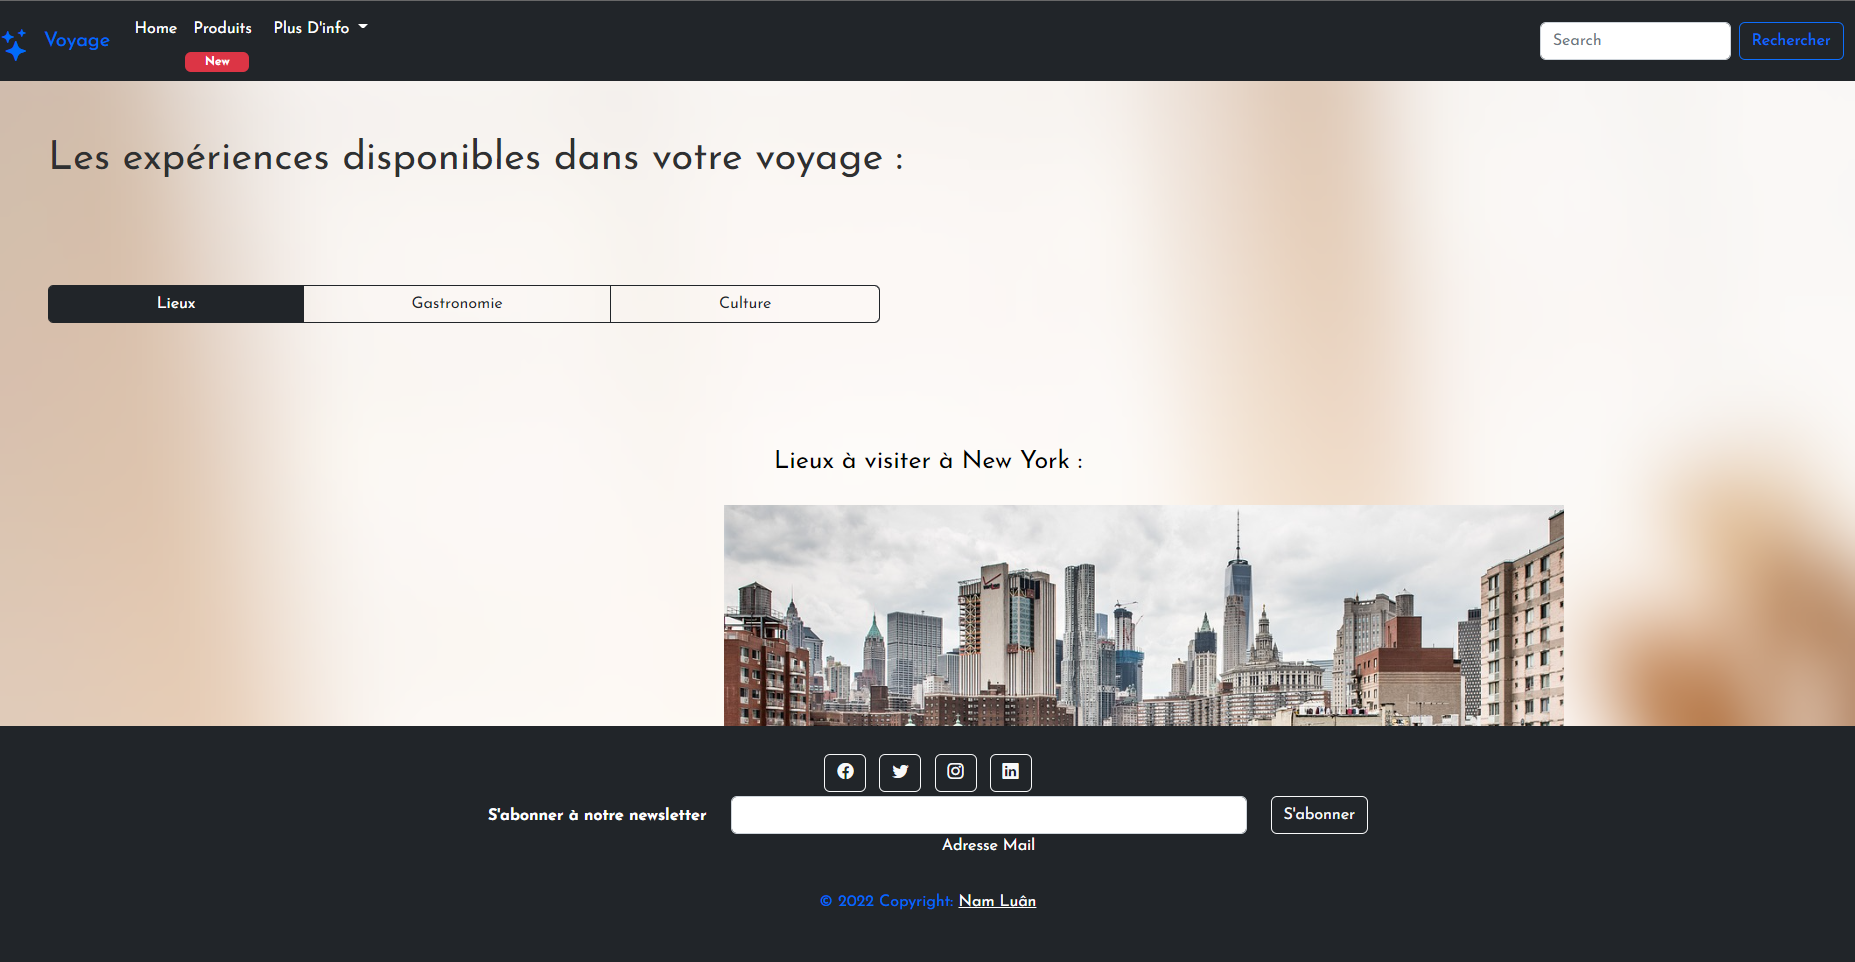 Voyage
Home Produits Plus D'info
New
Search Rechercher
Les expériences disponibles dans votre voyage :
Lieux Gastronomie Culture
Lieux à visiter à New York :
S'abonner à notre newsletter S'abonner
Adresse Mail
© 2022 Copyright: Nam Luân